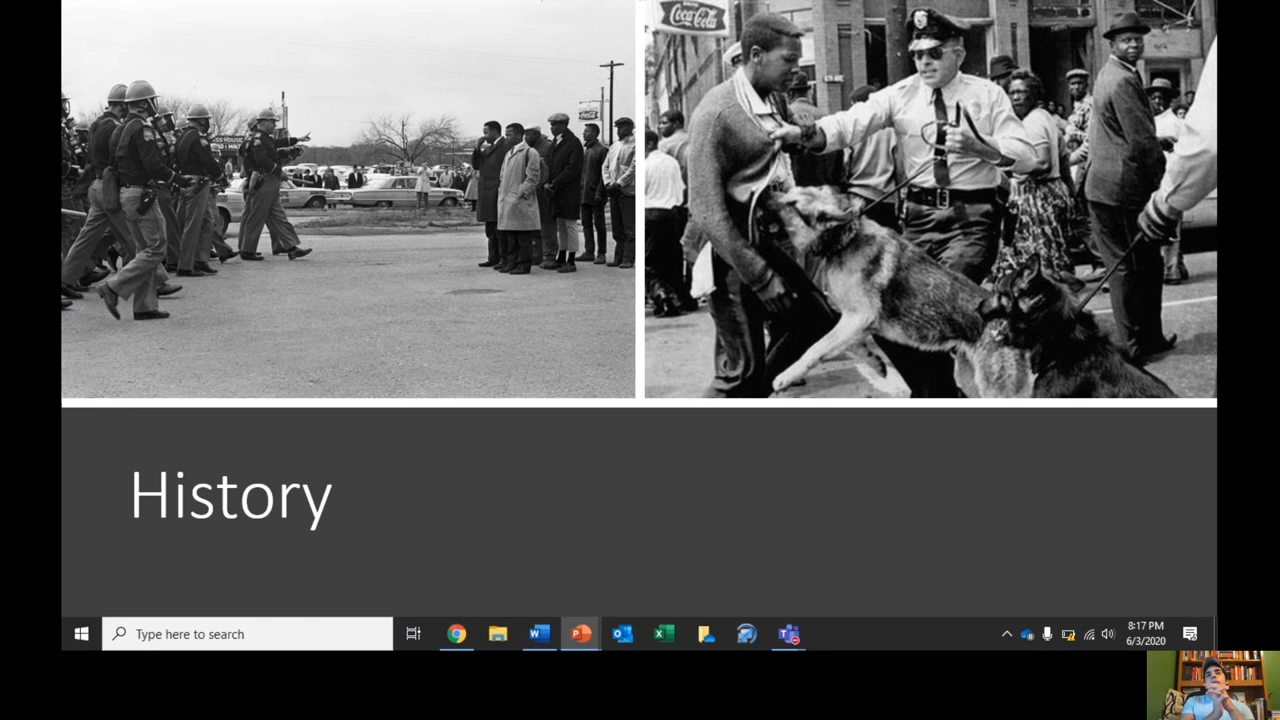 Coca-Cola
History
Type here to search
8:17 PM
6/3/2020